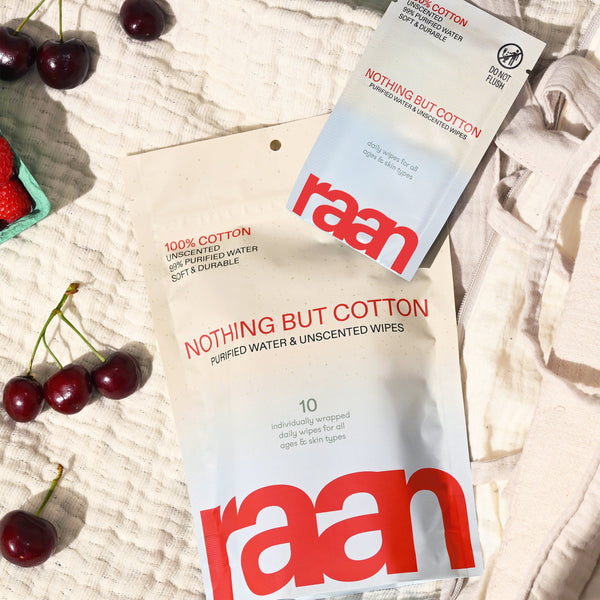 100% COTTON
UNSCENTED
99% PURIFIED WATER
SOFT & DURABLE
DO NOT
FLUSH
NOTHING BUT COTTON
PURIFIED WATER & UNSCENTED WIPES
daily wipes for all
ages & skin types
raan
100% COTTON
UNSCENTED
99% PURIFIED WATER
SOFT & DURABLE
NOTHING BUT COTTON
PURIFIED WATER & UNSCENTED WIPES
10
individually wrapped
daily wipes for all
ages & skin types
raan